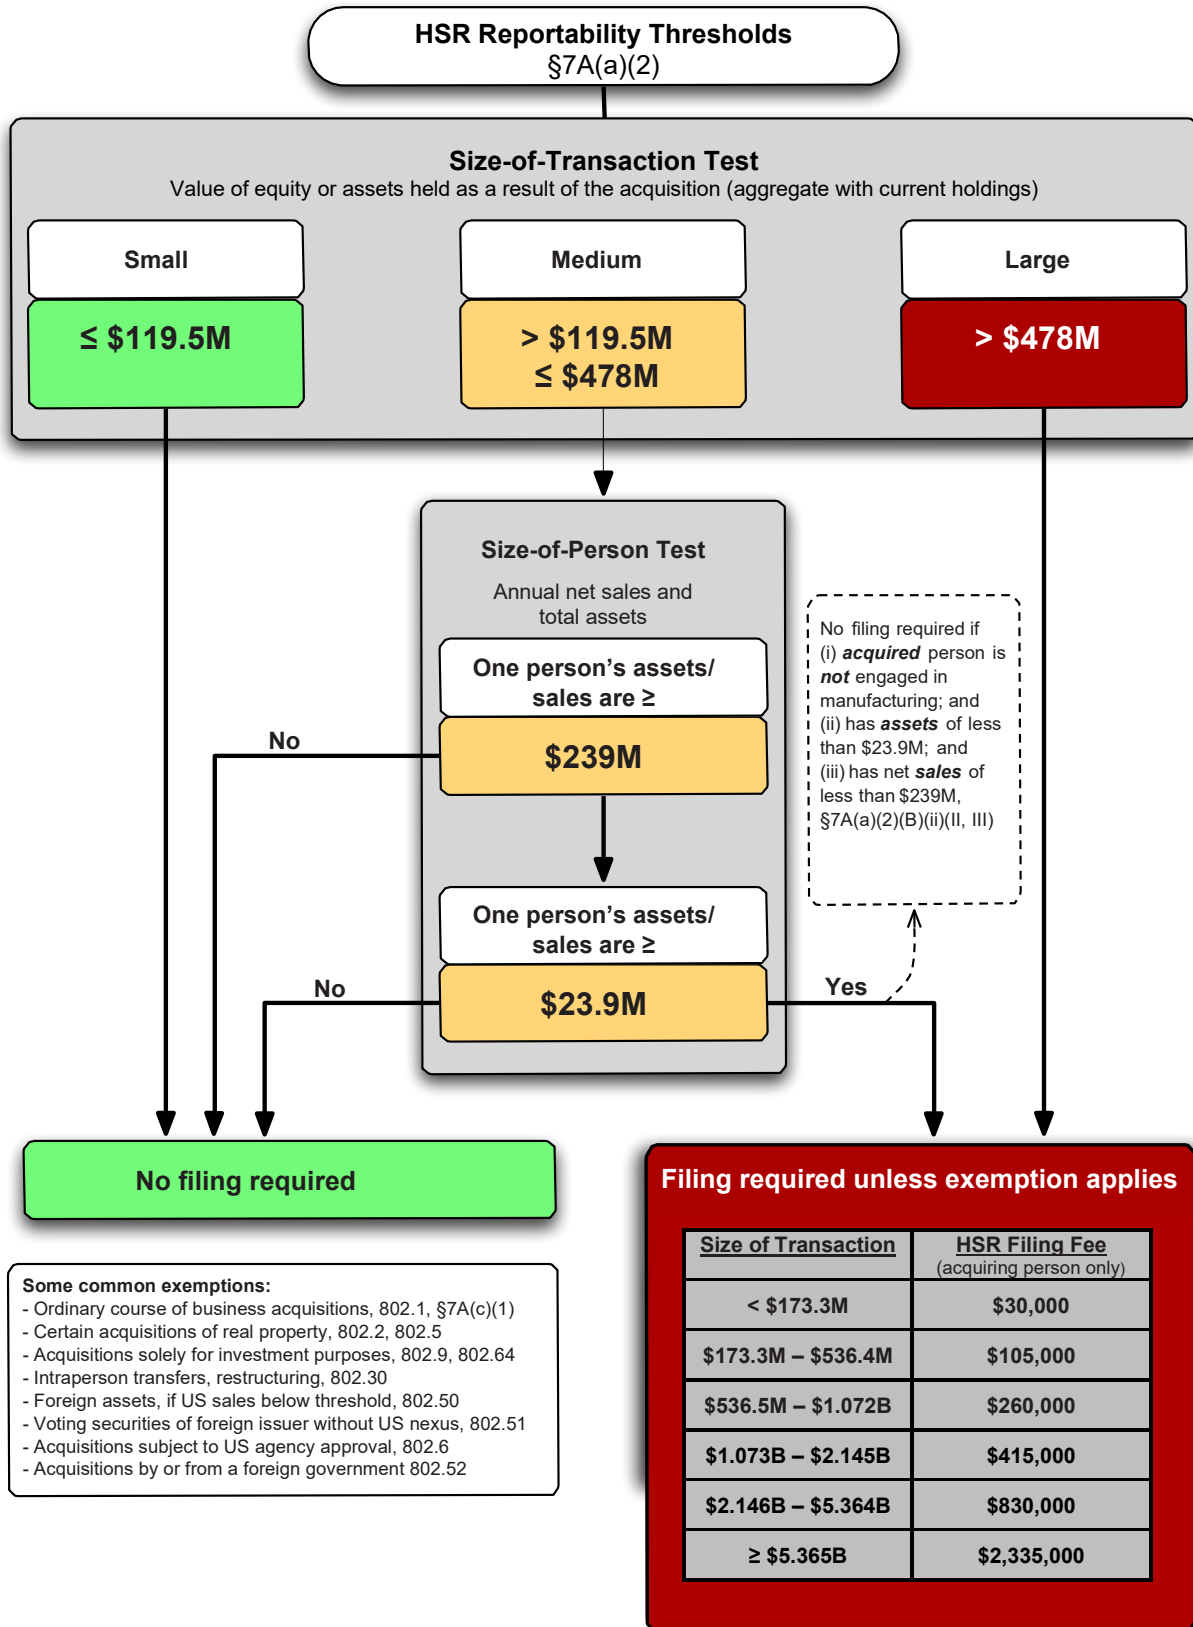 HSR Reportability Thresholds
§7A(a)(2)
Size-of-Transaction Test
Value of equity or assets held as a result of the acquisition (aggregate with current holdings)
Small
≤ $119.5M
Medium
> $119.5M
≤ $478M
Large
> $478M
Size-of-Person Test
Annual net sales and
total assets
One person’s assets/
sales are ≥
$239M
No
One person’s assets/
sales are ≥
$23.9M
No
Yes
No filing required if
(i) acquired person is
not engaged in
manufacturing; and
(ii) has assets of less
than $23.9M; and
(iii) has net sales of
less than $239M,
§7A(a)(2)(B)(ii)(II, III)
No filing required
Some common exemptions:
- Ordinary course of business acquisitions, 802.1, §7A(c)(1)
- Certain acquisitions of real property, 802.2, 802.5
- Acquisitions solely for investment purposes, 802.9, 802.64
- Intraperson transfers, restructuring, 802.30
- Foreign assets, if US sales below threshold, 802.50
- Voting securities of foreign issuer without US nexus, 802.51
- Acquisitions subject to US agency approval, 802.6
- Acquisitions by or from a foreign government 802.52
Filing required unless exemption applies
Size of Transaction HSR Filing Fee
(acquiring person only)
< $173.3M $30,000
$173.3M – $536.4M $105,000
$536.5M – $1.072B $260,000
$1.073B – $2.145B $415,000
$2.146B – $5.364B $830,000
≥ $5.365B $2,335,000